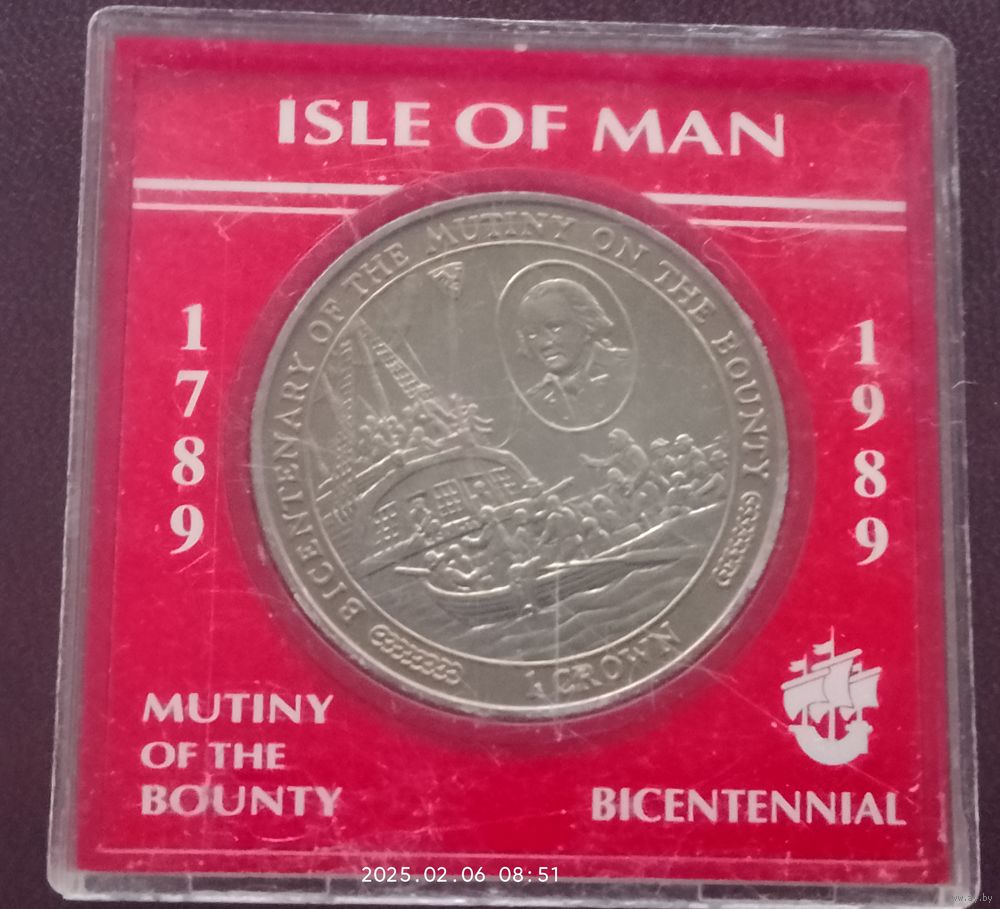 ISLE OF MAN
1789
1989
BICENTENARY OF THE MUTINY ON THE BOUNTY
1 CROWN
MUTINY
OF THE
BOUNTY
BICENTENNIAL
2025.02.06 08:51